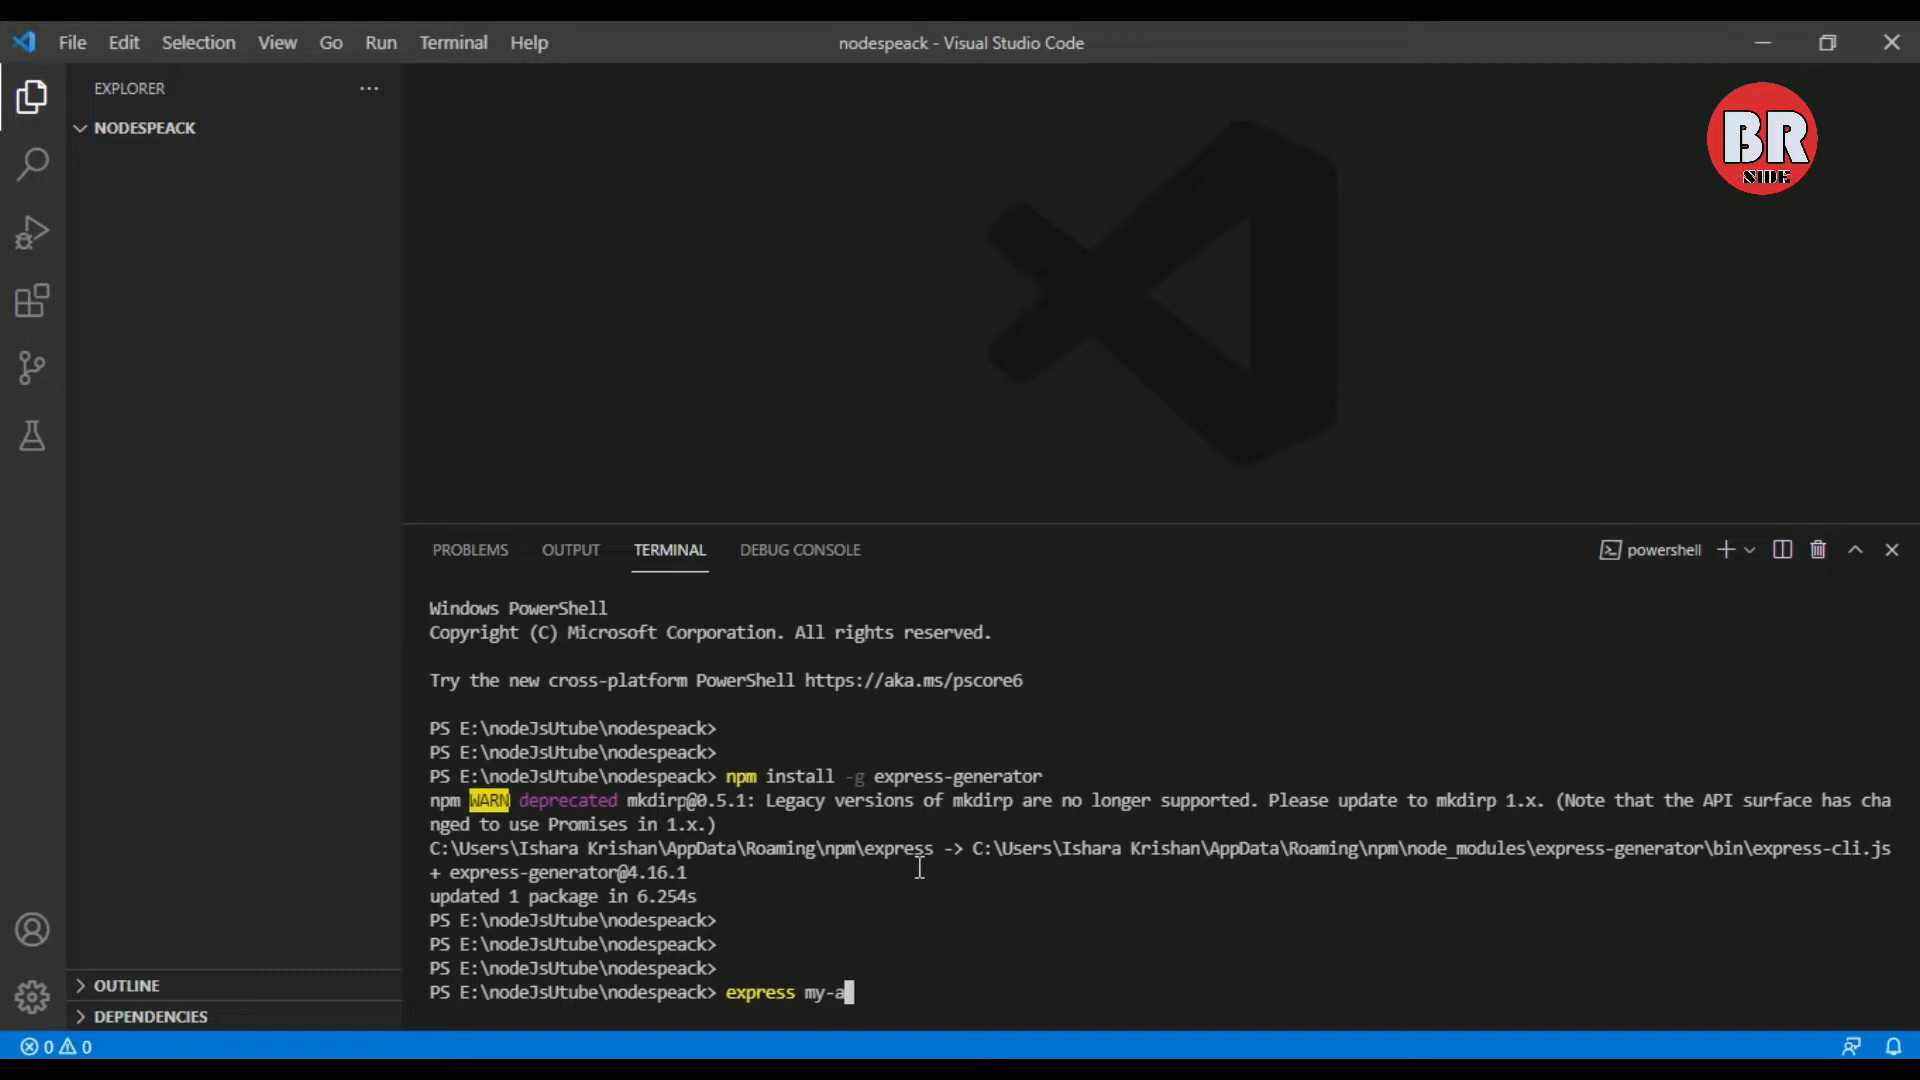 File Edit Selection View Go Run Terminal Help
nodespeack - Visual Studio Code
EXPLORER
NODESPEACK
BR
SIDE
PROBLEMS OUTPUT TERMINAL DEBUG CONSOLE
powershell
Windows PowerShell
Copyright (C) Microsoft Corporation. All rights reserved.
Try the new cross-platform PowerShell https://aka.ms/pscore6
PS E:\nodeJsUtube\nodespeack>
PS E:\nodeJsUtube\nodespeack>
PS E:\nodeJsUtube\nodespeack> npm install -g express-generator
npm WARN deprecated mkdirp@0.5.1: Legacy versions of mkdirp are no longer supported. Please update to mkdirp 1.x. (Note that the API surface has cha
nged to use Promises in 1.x.)
C:\Users\Ishara Krishan\AppData\Roaming\npm\express -> C:\Users\Ishara Krishan\AppData\Roaming\npm\node_modules\express-generator\bin\express-cli.js
+ express-generator@4.16.1
updated 1 package in 6.254s
PS E:\nodeJsUtube\nodespeack>
PS E:\nodeJsUtube\nodespeack>
PS E:\nodeJsUtube\nodespeack>
PS E:\nodeJsUtube\nodespeack> express my-a
OUTLINE
DEPENDENCIES
0 0